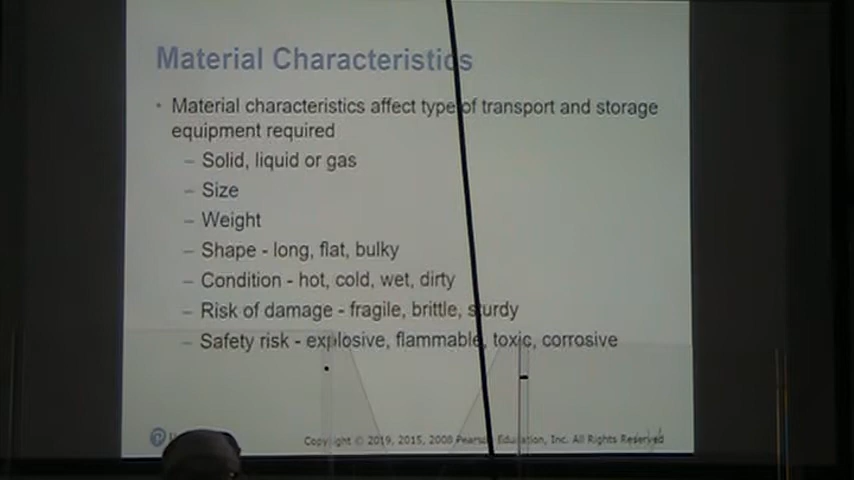 Material Characteristics
• Material characteristics affect type of transport and storage
equipment required
– Solid, liquid or gas
– Size
– Weight
– Shape - long, flat, bulky
– Condition - hot, cold, wet, dirty
– Risk of damage - fragile, brittle, sturdy
– Safety risk - explosive, flammable, toxic, corrosive
Copyright © 2019, 2015, 2008 Pearson Education, Inc. All Rights Reserved